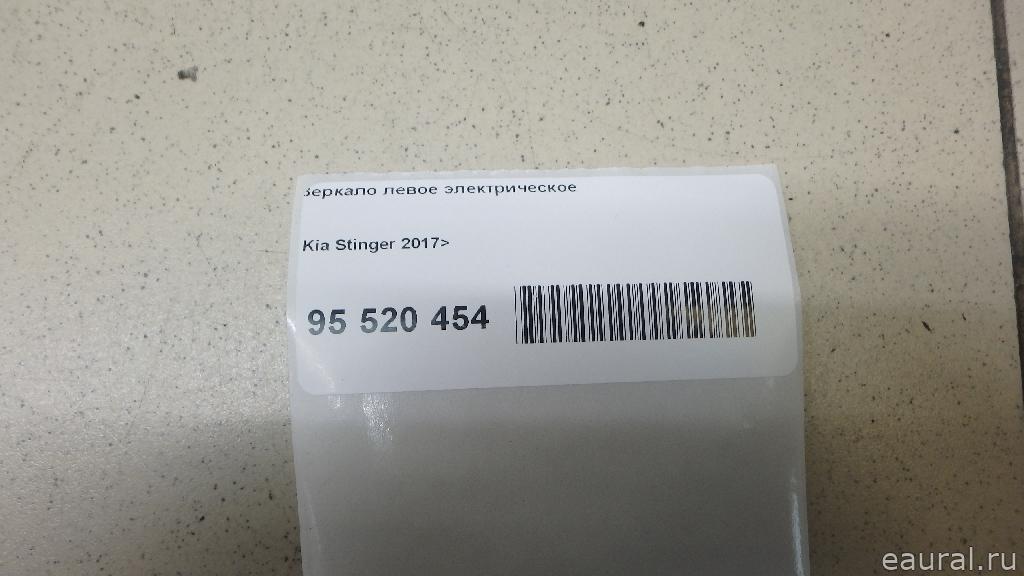 Зеркало левое электрическое
Kia Stinger 2017>
95 520 454
eaural.ru